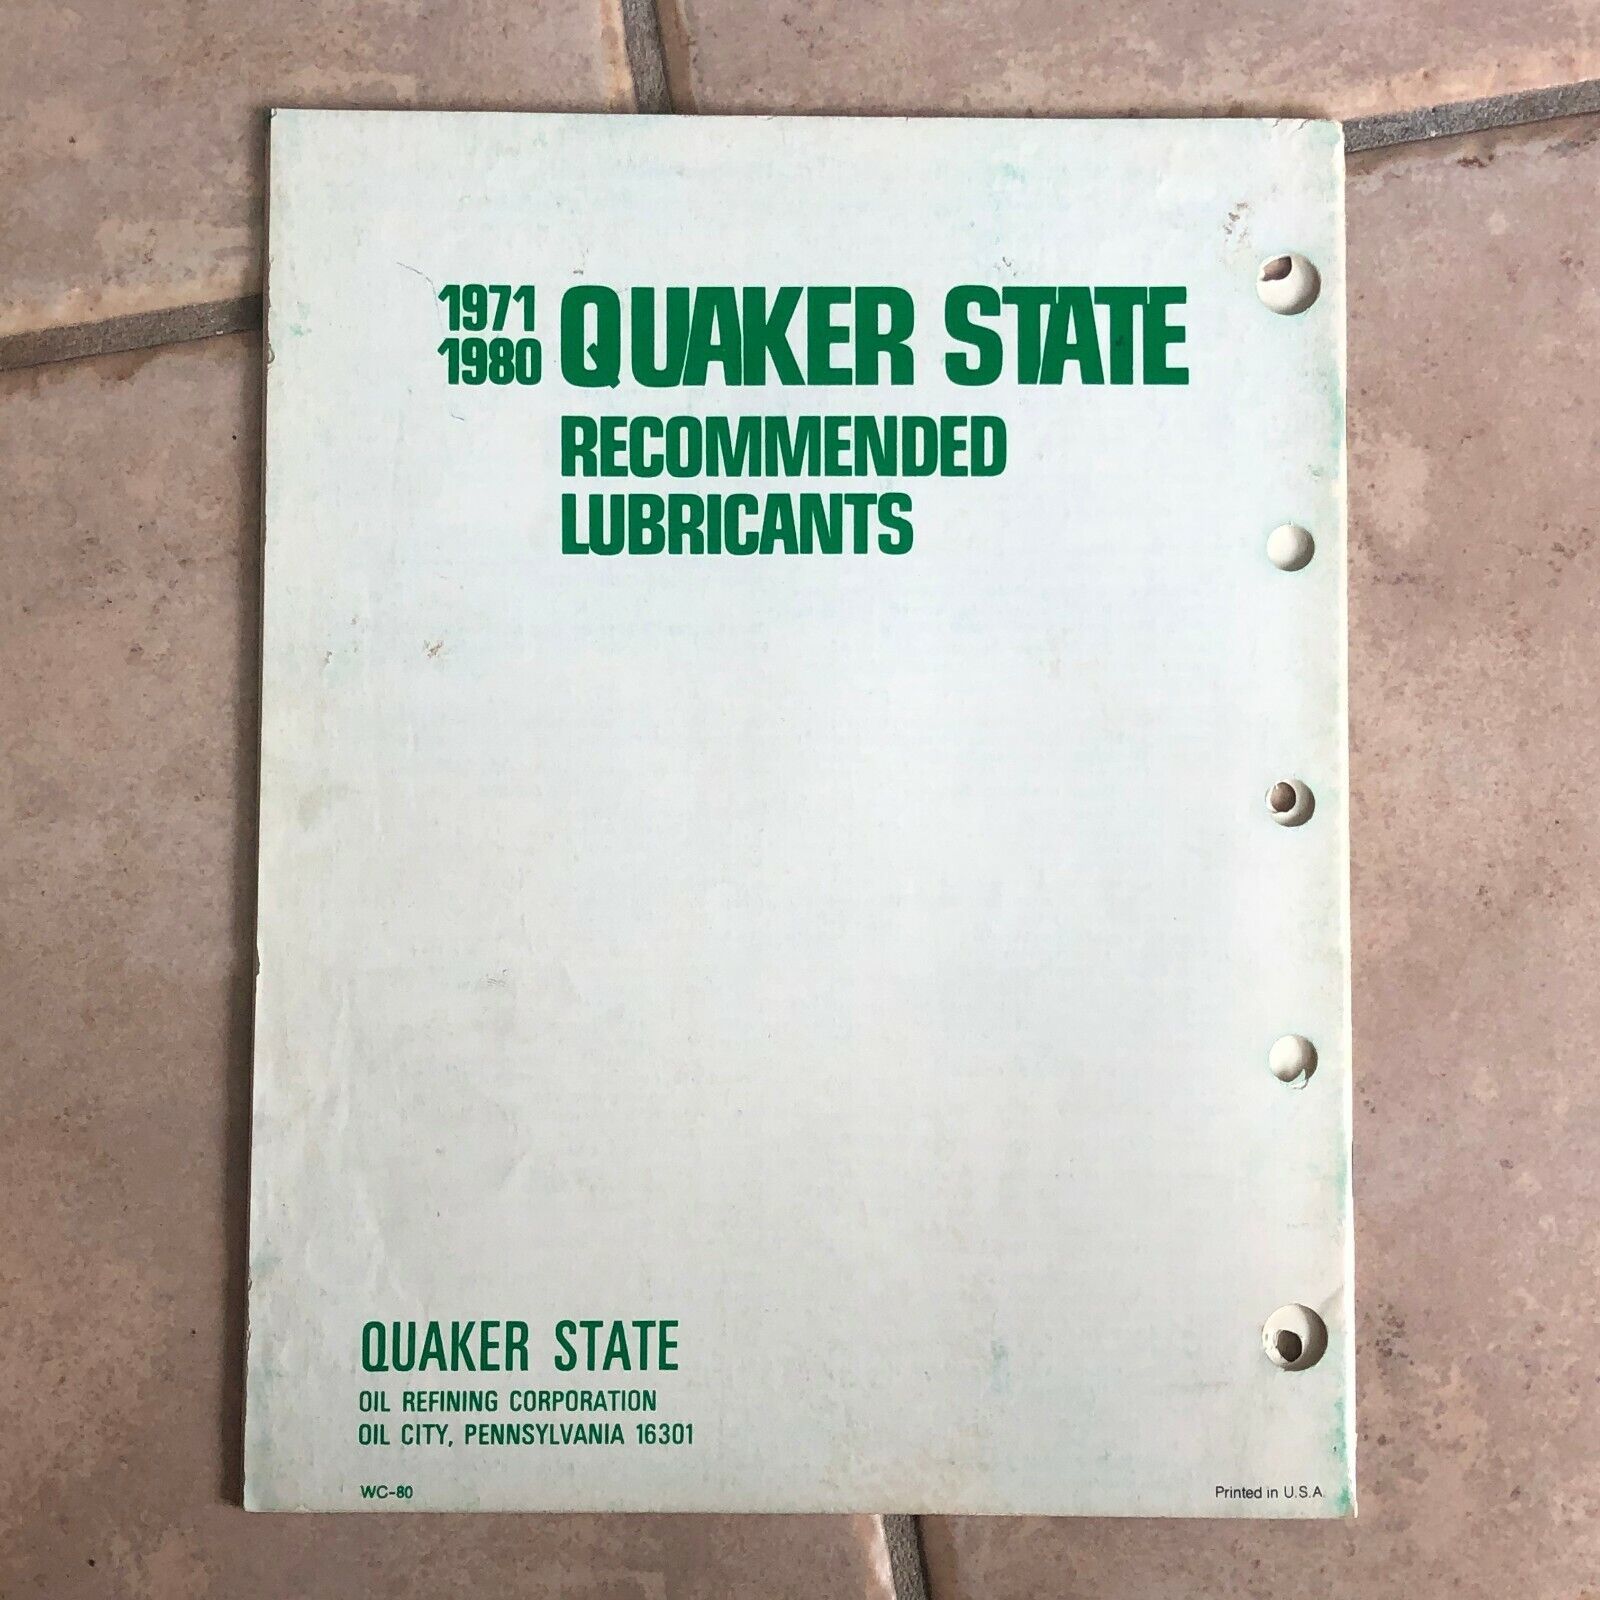 1971
1980 QUAKER STATE
RECOMMENDED
LUBRICANTS
QUAKER STATE
OIL REFINING CORPORATION
OIL CITY, PENNSYLVANIA 16301
WC-80
Printed in U.S.A.